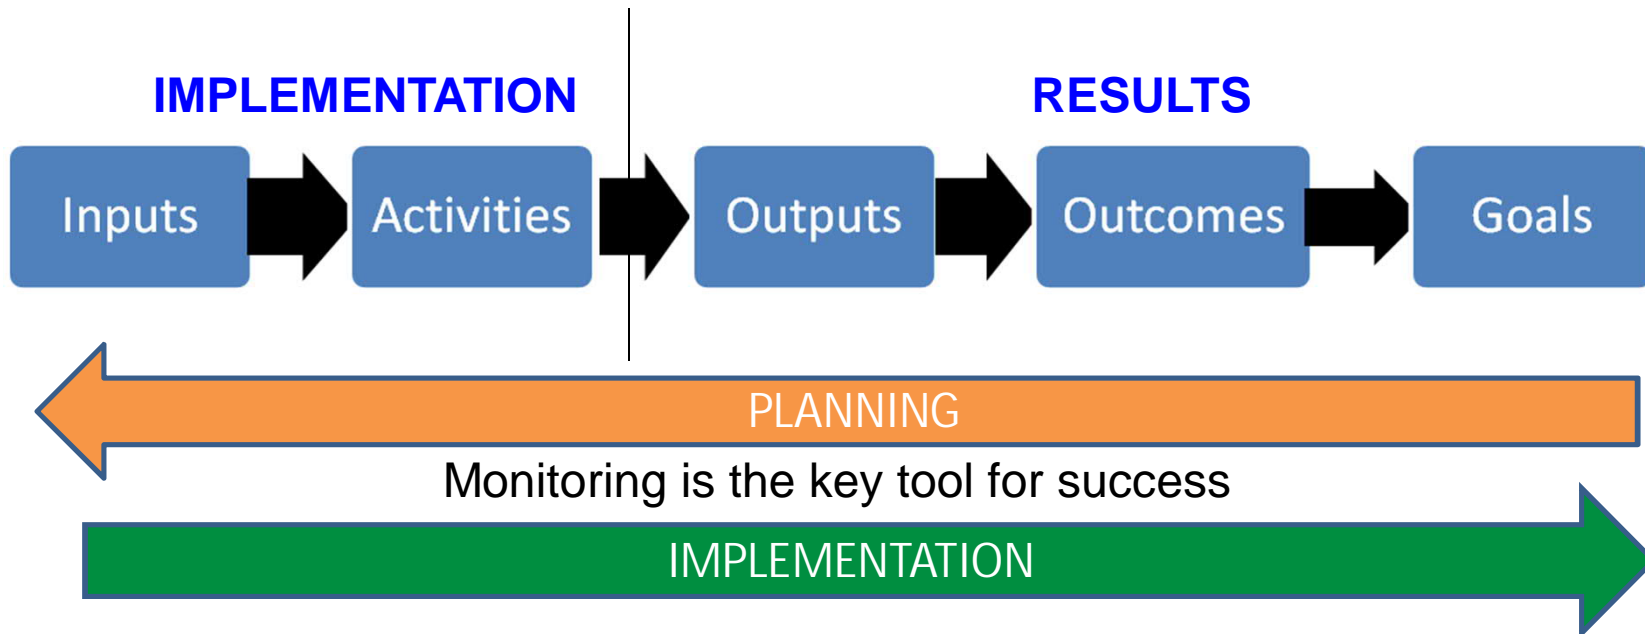 IMPLEMENTATION
RESULTS
Inputs
Activities
Outputs
Outcomes
Goals
PLANNING
Monitoring is the key tool for success
IMPLEMENTATION